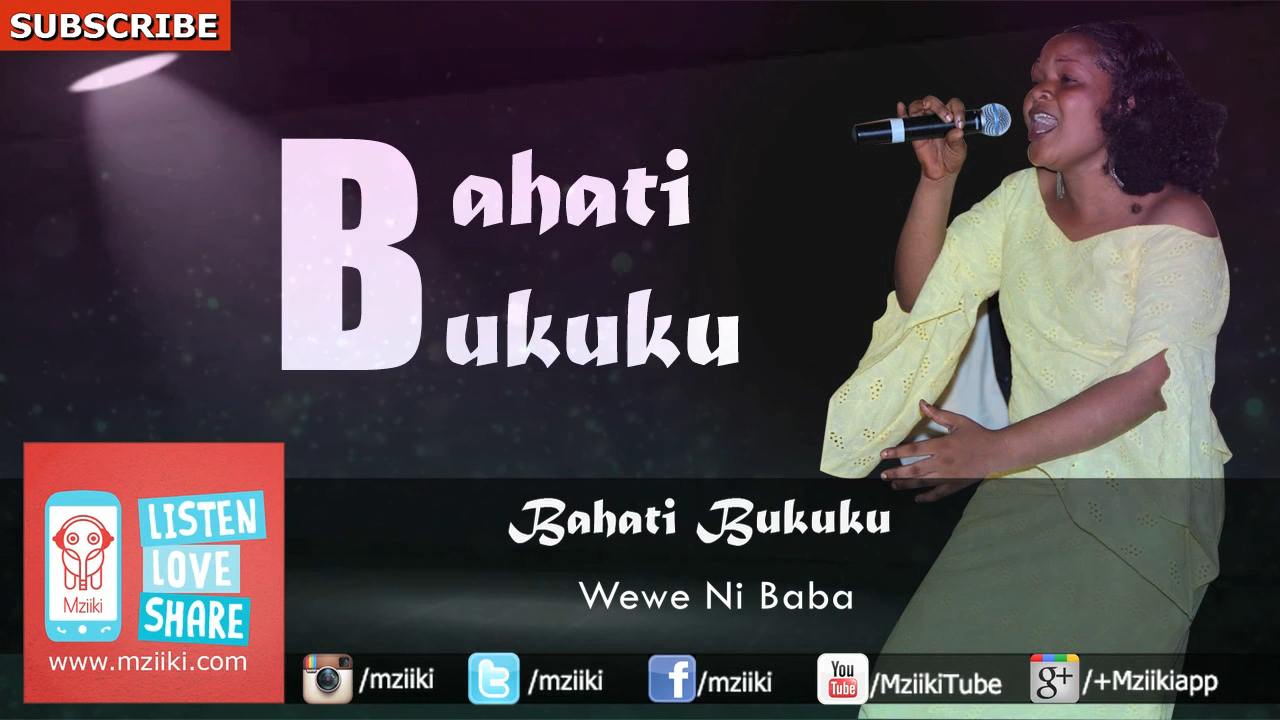 SUBSCRIBE
Bahati
Bukuku
Bahati Bukuku
Wewe Ni Baba
LISTEN
LOVE
SHARE
Mziiki
www.mziiki.com
/mziiki
/mziiki
/mziiki
You
Tube
/MziikiTube
g+
/+Mziikiapp